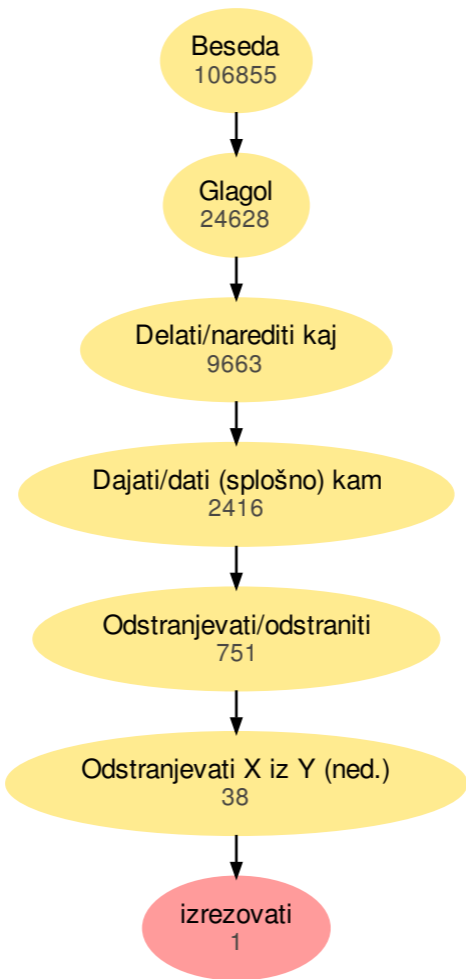 Beseda
106855
Glagol
24628
Delati/narediti kaj
9663
Dajati/dati (splošno) kam
2416
Odstranjevati/odstraniti
751
Odstranjevati X iz Y (ned.)
38
izrezovati
1